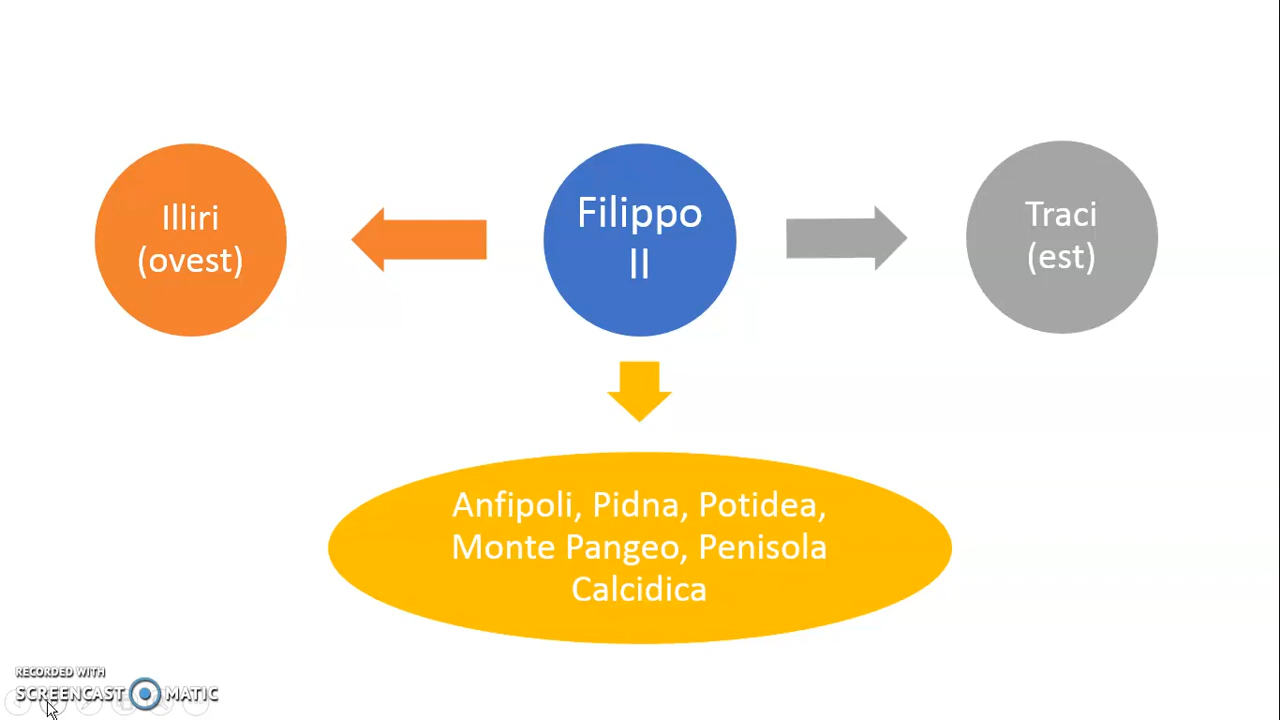 Illiri
(ovest)
Filippo
II
Traci
(est)
Anfipoli, Pidna, Potidea,
Monte Pangeo, Penisola
Calcidica
RECORDED WITH
SCREENCAST MATIC